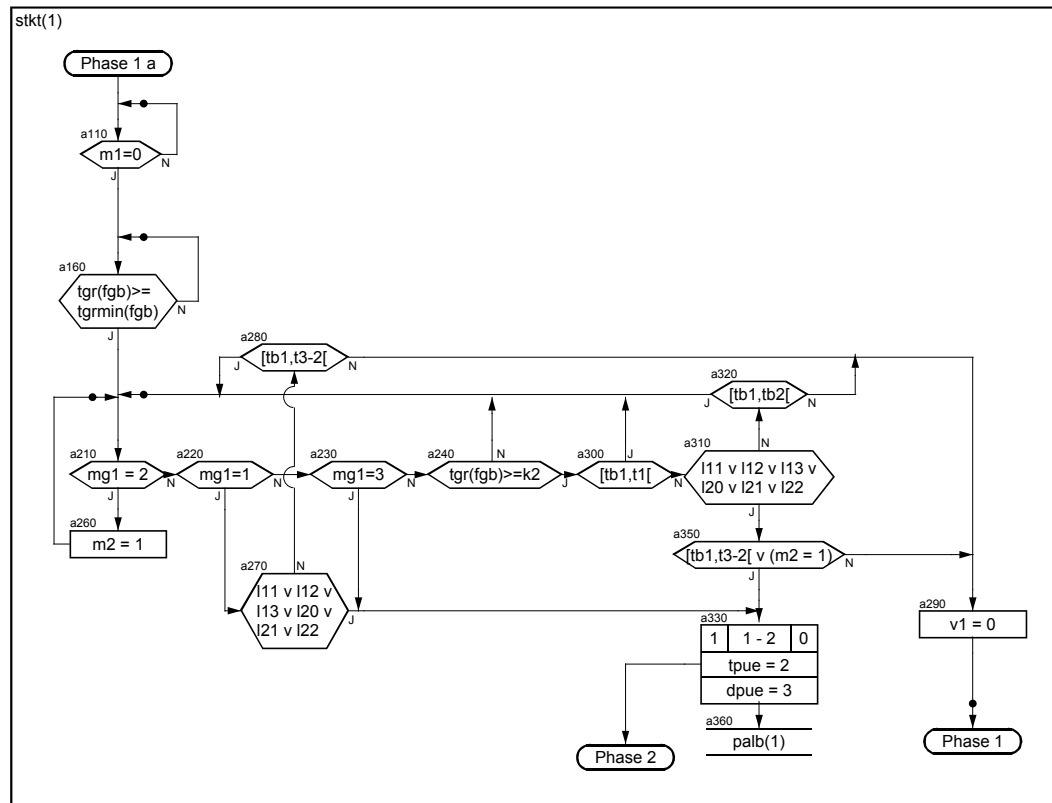 stkt(1)
Phase 1 a
a110
m1=0
N
J
a160
tgr(fgb)>=
tgrmin(fgb)
N
J
a280
[tb1,t3-2[
J
N
a320
[tb1,tb2[
J
N
a210
mg1 = 2
N
J
a220
mg1=1
N
J
a230
mg1=3
N
J
a240
tgr(fgb)>=k2
N
J
a300
[tb1,t1[
J
N
a310
l11 v l12 v l13 v
l20 v l21 v l22
N
J
a260
m2 = 1
a350
[tb1,t3-2[ v (m2 = 1)
N
J
a270
l11 v l12 v
l13 v l20 v
l21 v l22
N
J
a330
1
1 - 2
0
tpue = 2
dpue = 3
a290
v1 = 0
a360
palb(1)
Phase 2
Phase 1